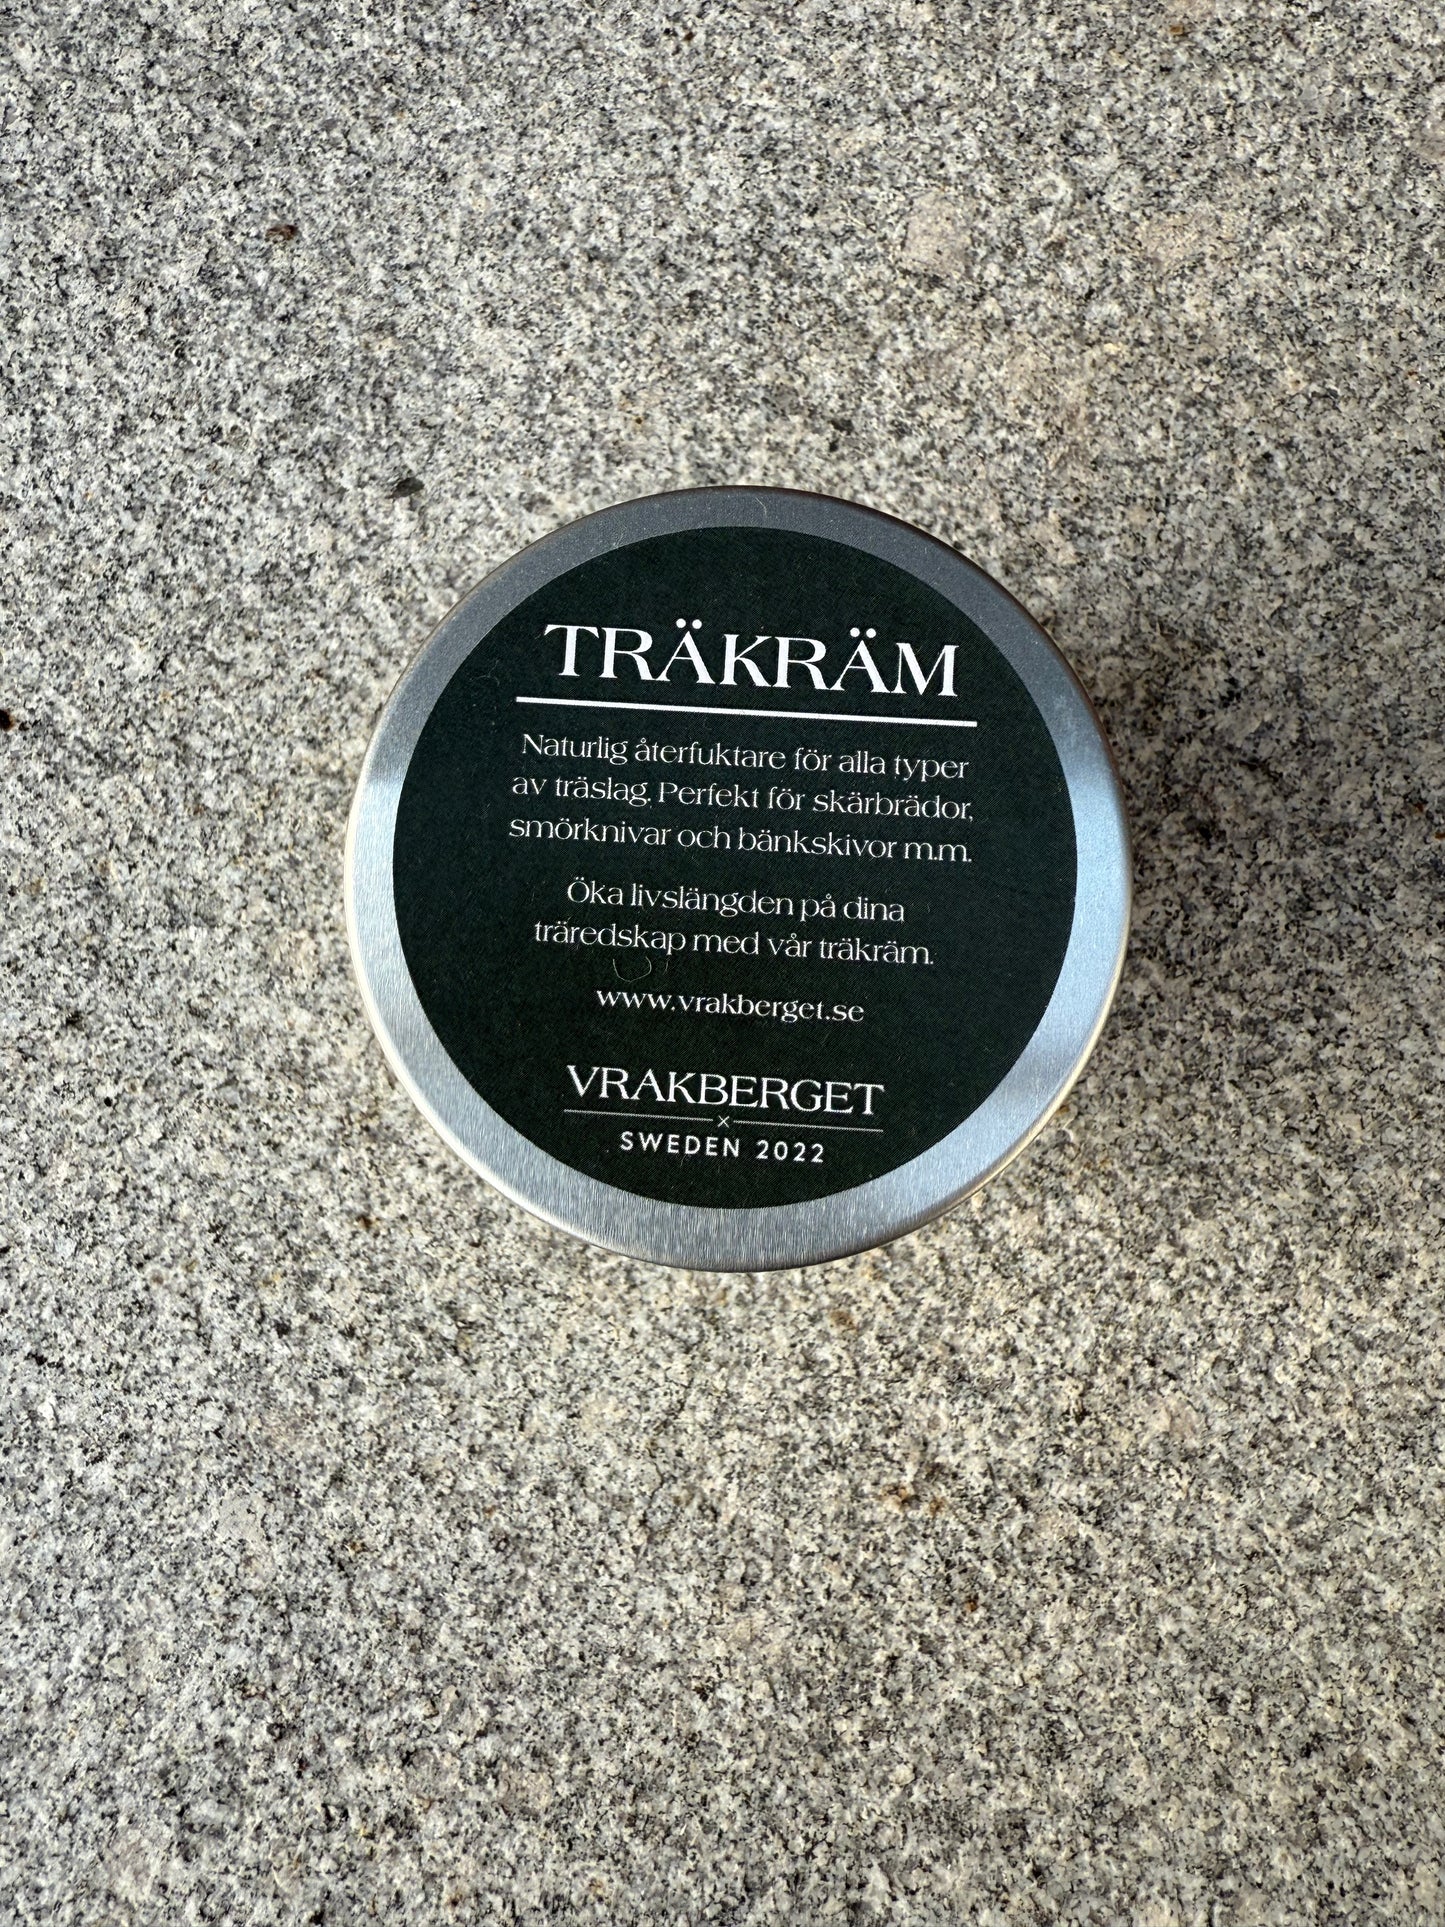 TRÄKRÄM
Naturlig återfuktare för alla typer
av träslag. Perfekt för skärbrädor,
smörknivar och bänkskivor m.m.
Öka livslängden på dina
träredskap med vår träkräm.
www.vrakberget.se
VRAKBERGET
SWEDEN 2022